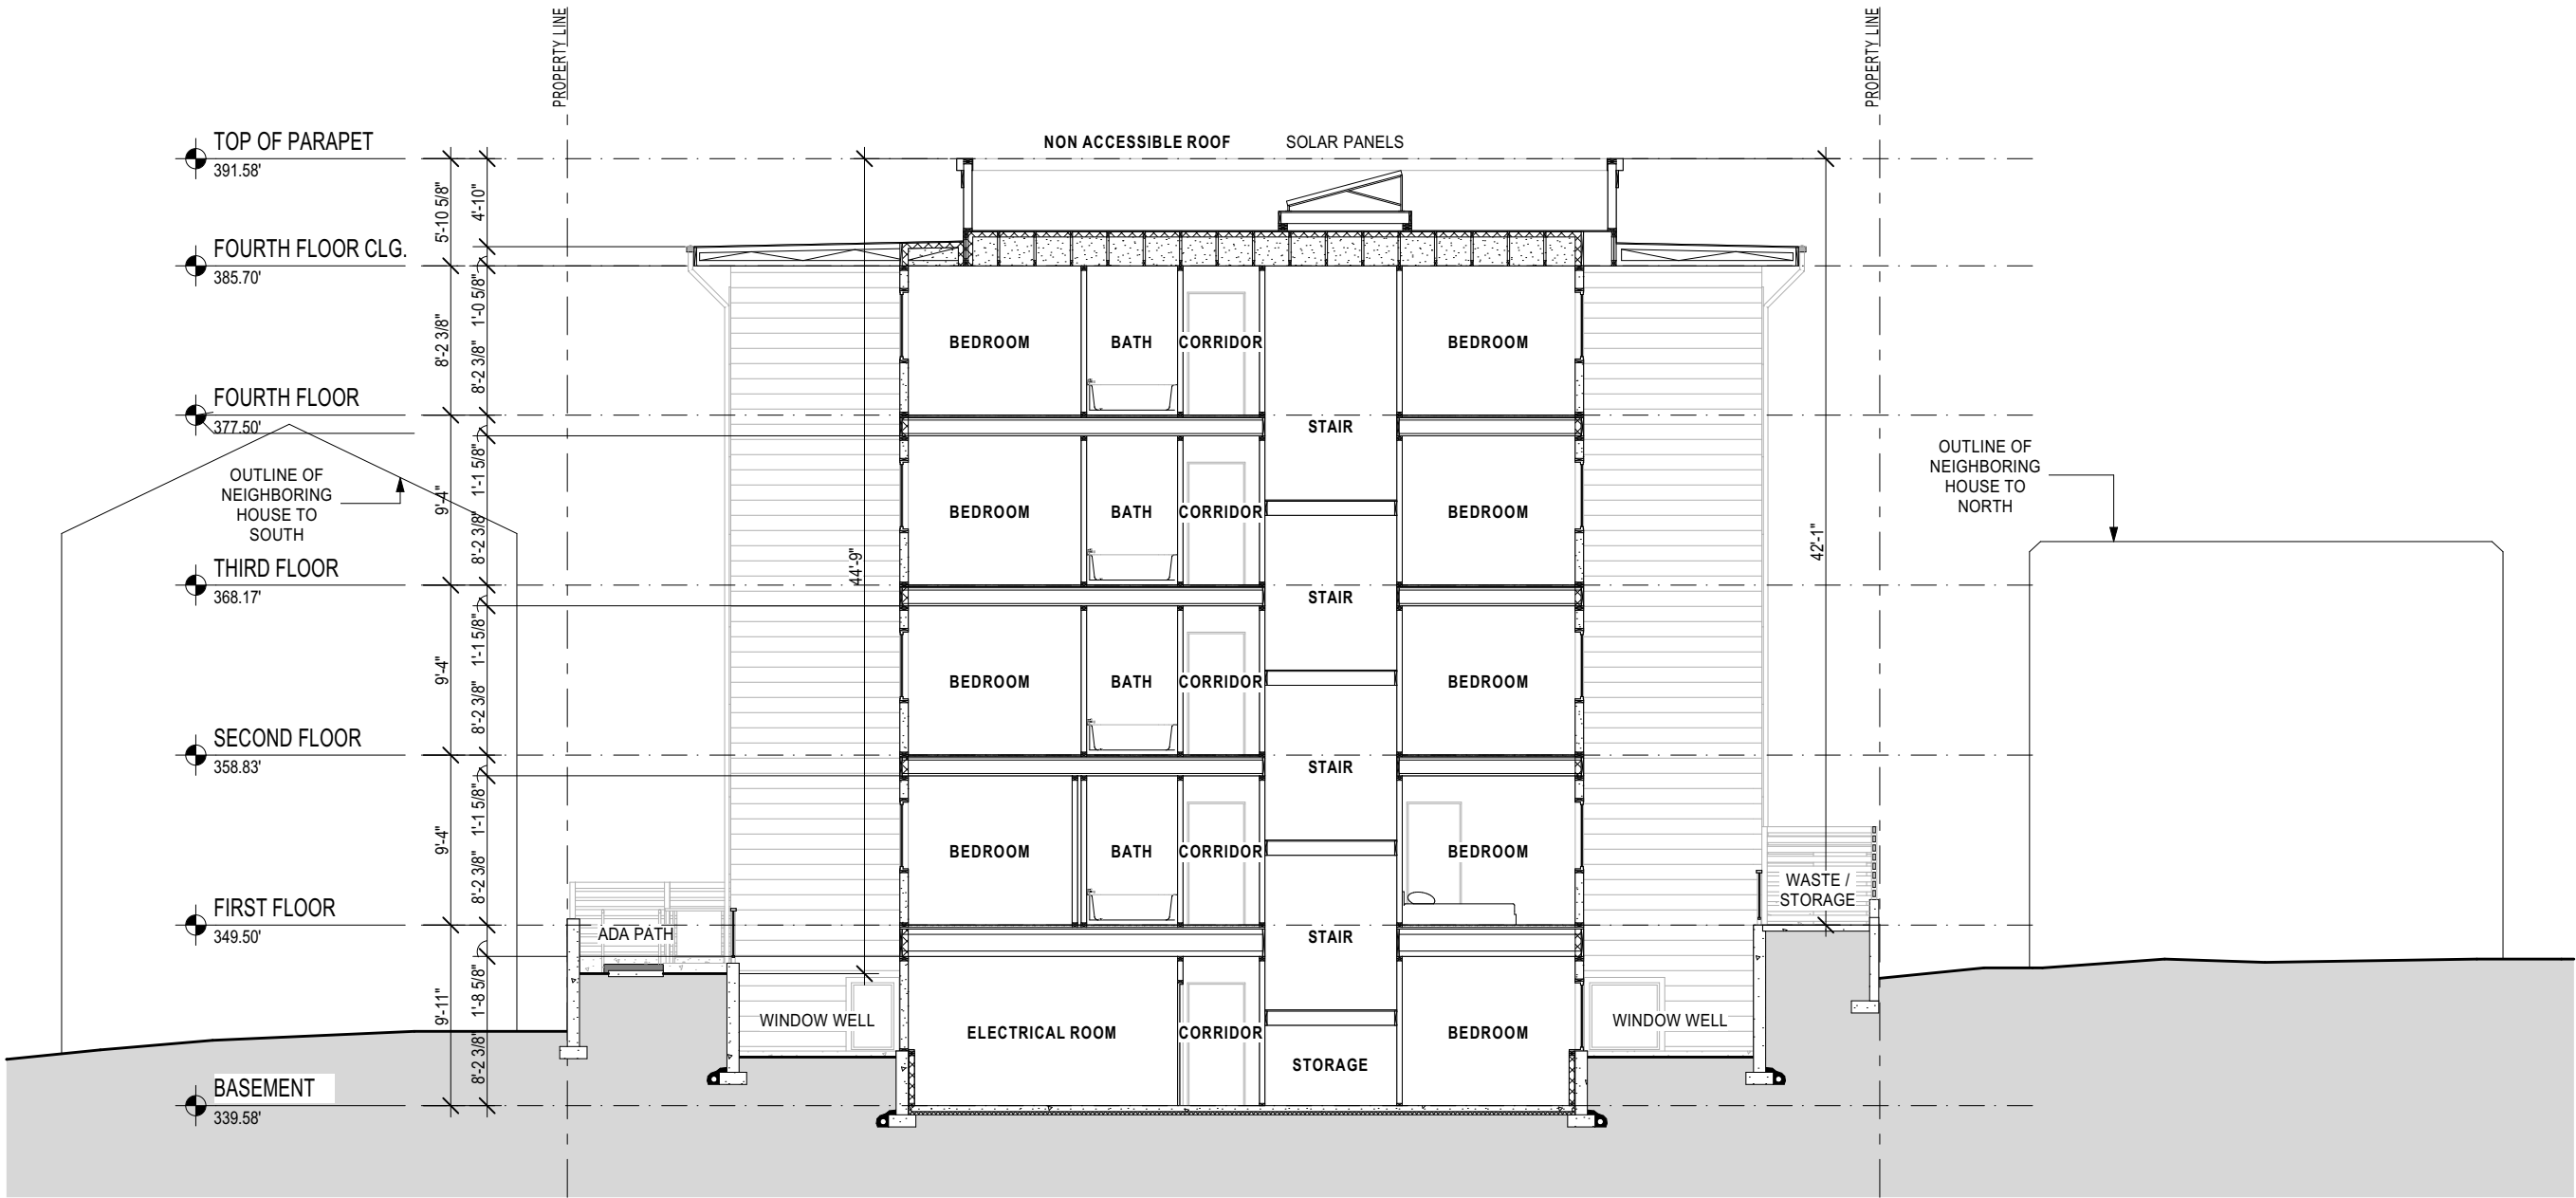 PROPERTY LINE
PROPERTY LINE
TOP OF PARAPET
391.58'
NON ACCESSIBLE ROOF
SOLAR PANELS
5'-10 5/8"
4'-10"
FOURTH FLOOR CLG.
385.70'
1'-0 5/8"
8'-2 3/8"
8'-2 3/8"
BEDROOM
BATH
CORRIDOR
BEDROOM
FOURTH FLOOR
377.50'
STAIR
OUTLINE OF
NEIGHBORING
HOUSE TO
SOUTH
OUTLINE OF
NEIGHBORING
HOUSE TO
NORTH
1'-1 5/8"
9'-4"
8'-2 3/8"
BEDROOM
BATH
CORRIDOR
BEDROOM
44'-9"
42'-1"
THIRD FLOOR
368.17'
STAIR
1'-1 5/8"
9'-4"
8'-2 3/8"
BEDROOM
BATH
CORRIDOR
BEDROOM
SECOND FLOOR
358.83'
STAIR
1'-1 5/8"
9'-4"
8'-2 3/8"
BEDROOM
BATH
CORRIDOR
BEDROOM
WASTE /
STORAGE
FIRST FLOOR
349.50'
ADA PATH
STAIR
1'-8 5/8"
9'-11"
8'-2 3/8"
WINDOW WELL
ELECTRICAL ROOM
CORRIDOR
STORAGE
BEDROOM
WINDOW WELL
BASEMENT
339.58'